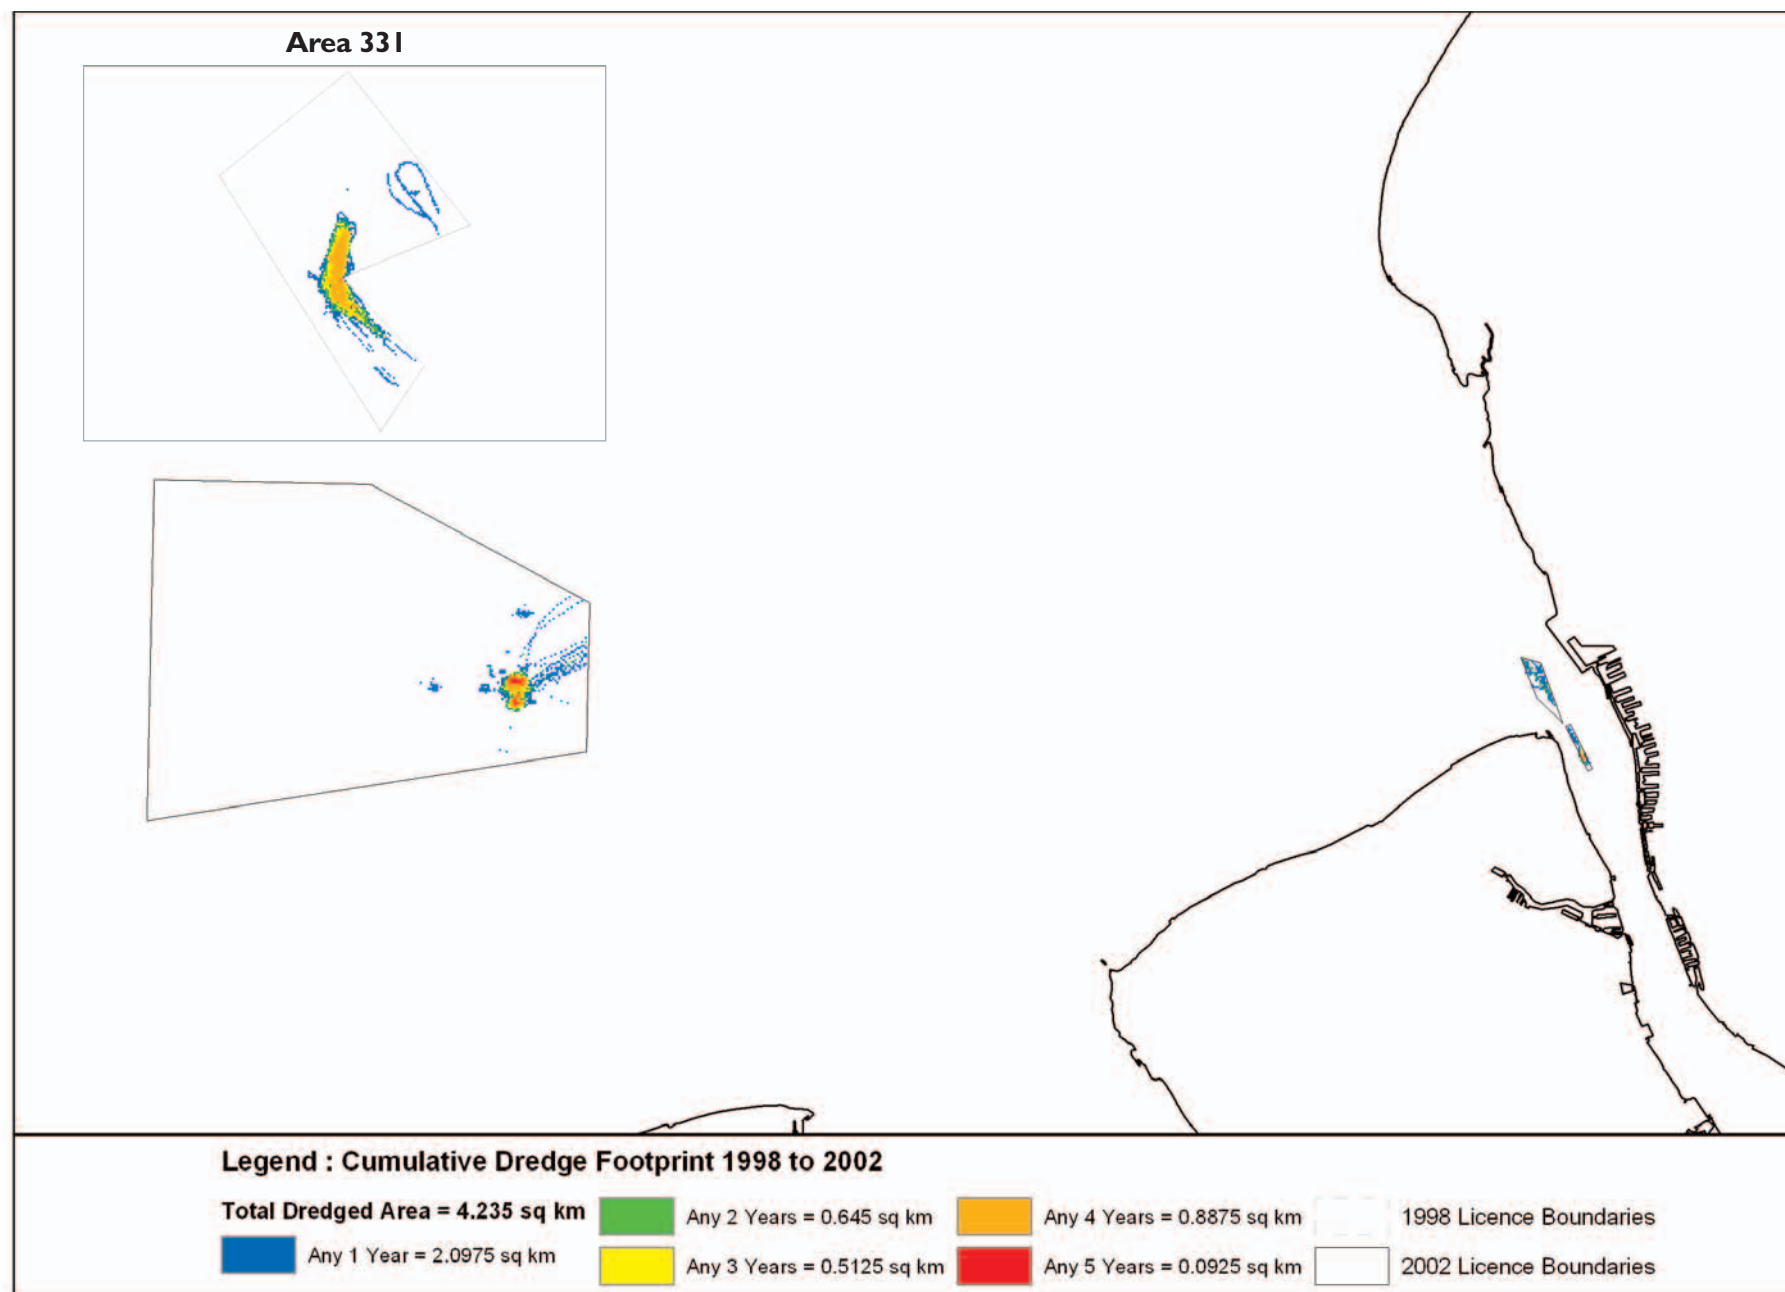 Area 331
Legend : Cumulative Dredge Footprint 1998 to 2002
Total Dredged Area = 4.235 sq km
Any 1 Year = 2.0975 sq km
Any 2 Years = 0.645 sq km
Any 3 Years = 0.5125 sq km
Any 4 Years = 0.8875 sq km
Any 5 Years = 0.0925 sq km
1998 Licence Boundaries
2002 Licence Boundaries